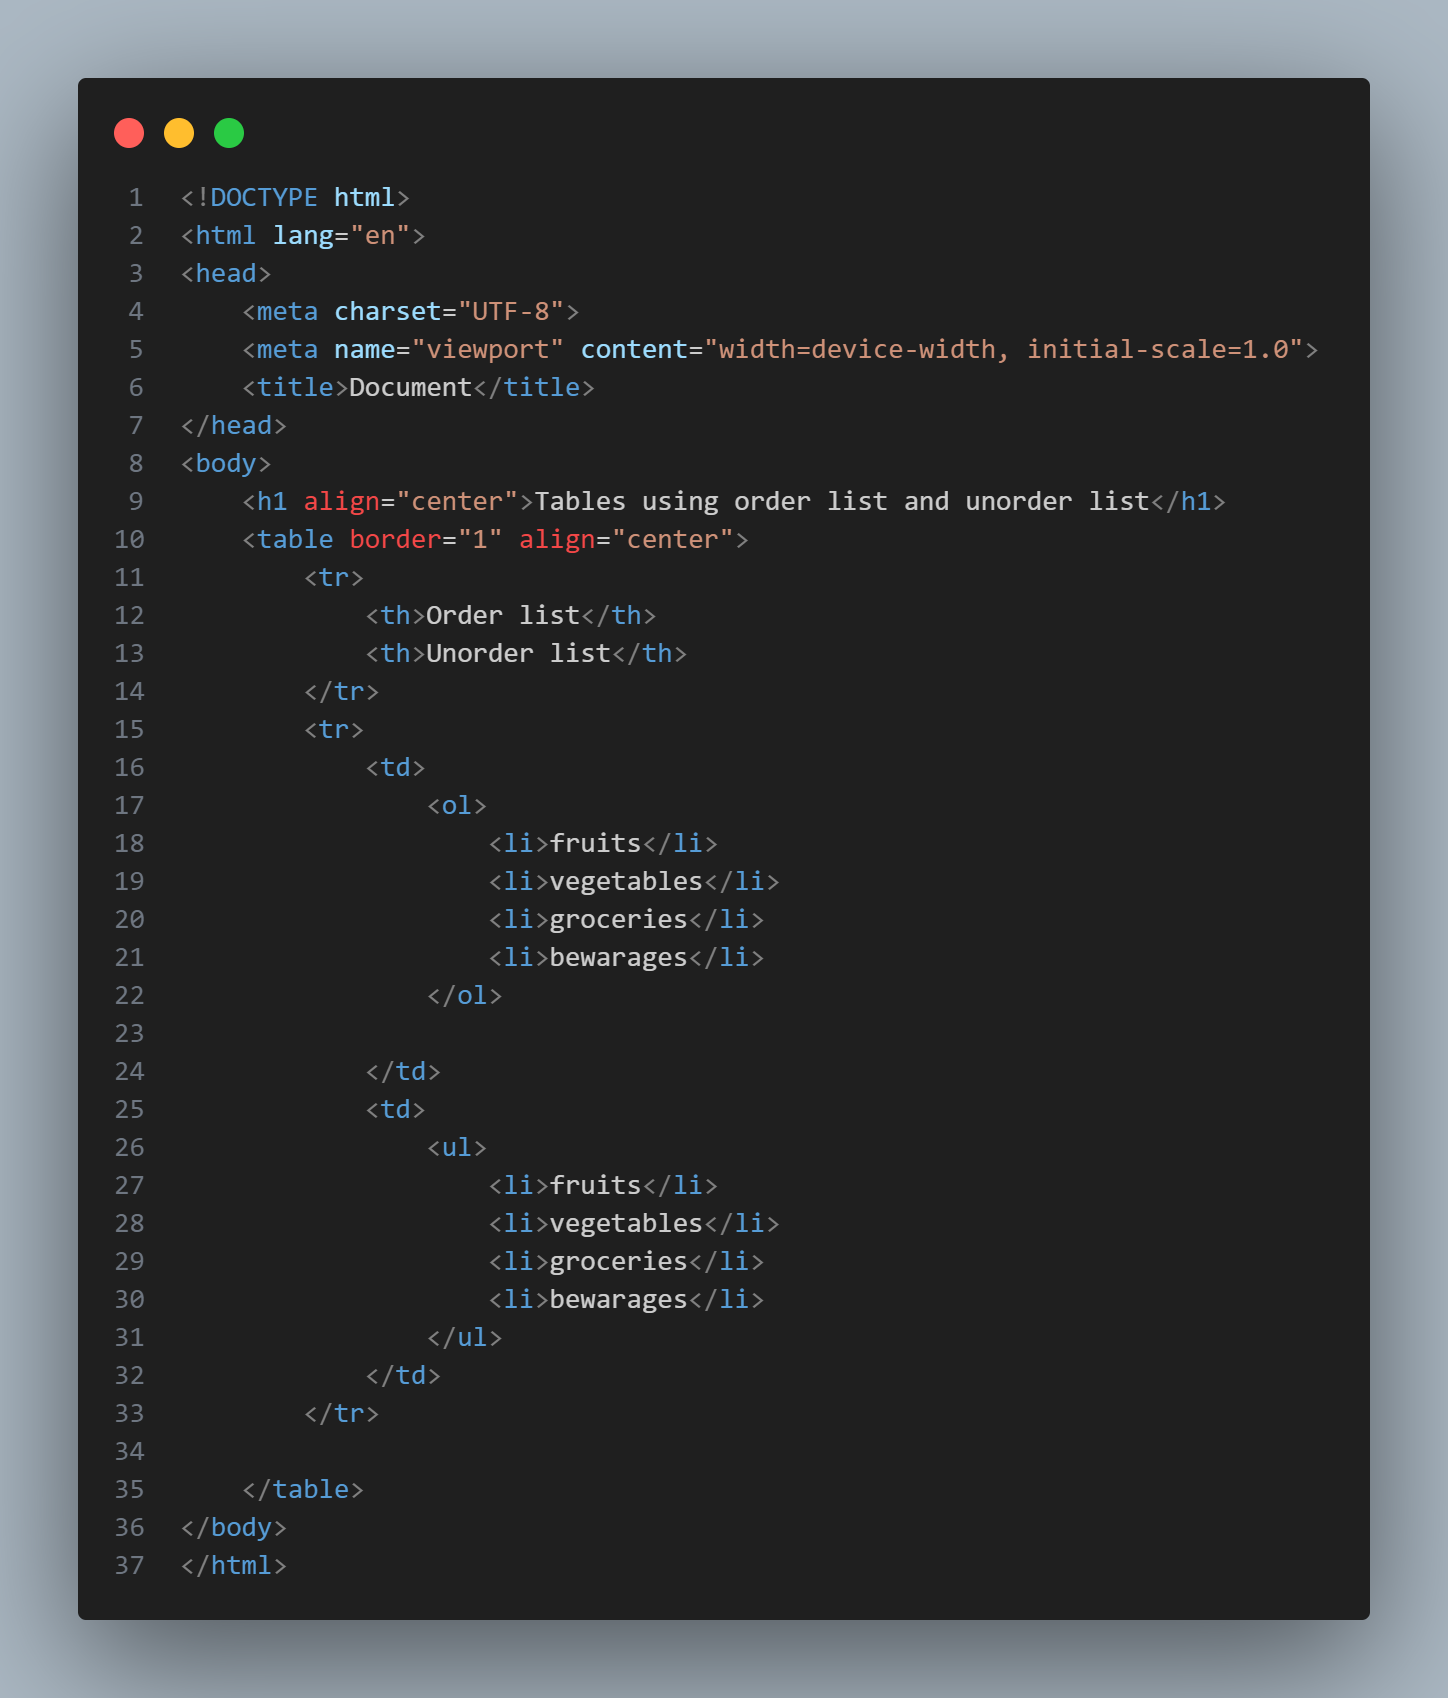 1 <!DOCTYPE html>
2 <html lang="en">
3 <head>
4     <meta charset="UTF-8">
5     <meta name="viewport" content="width=device-width, initial-scale=1.0">
6     <title>Document</title>
7 </head>
8 <body>
9     <h1 align="center">Tables using order list and unorder list</h1>
10     <table border="1" align="center">
11         <tr>
12             <th>Order list</th>
13             <th>Unorder list</th>
14         </tr>
15         <tr>
16             <td>
17                 <ol>
18                     <li>fruits</li>
19                     <li>vegetables</li>
20                     <li>groceries</li>
21                     <li>bewarages</li>
22                 </ol>
23
24             </td>
25             <td>
26                 <ul>
27                     <li>fruits</li>
28                     <li>vegetables</li>
29                     <li>groceries</li>
30                     <li>bewarages</li>
31                 </ul>
32             </td>
33         </tr>
34
35     </table>
36 </body>
37 </html>